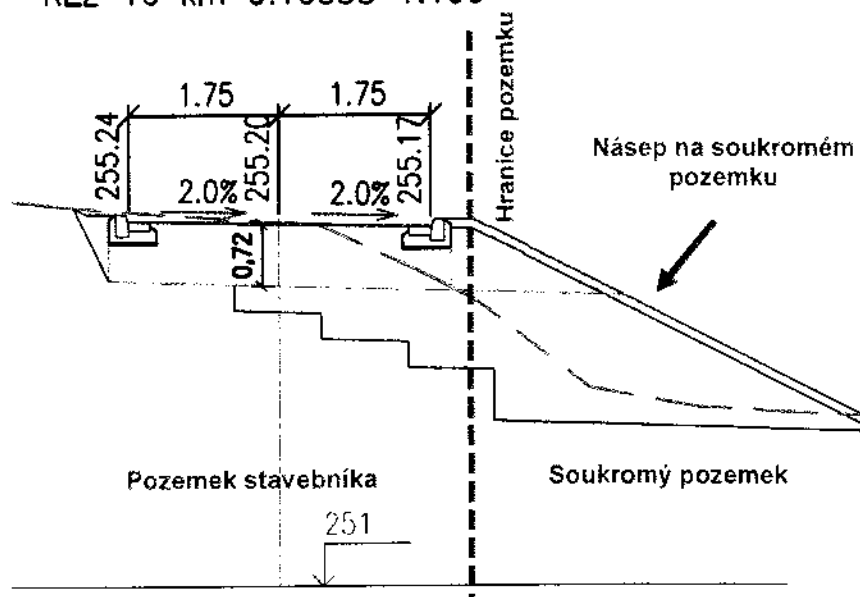 Hranice pozemku
1.75
1.75
255.24
255.20
255.17
2.0%
2.0%
Násep na soukromém
pozemku
0,72
Pozemek stavebníka
Soukromý pozemek
251